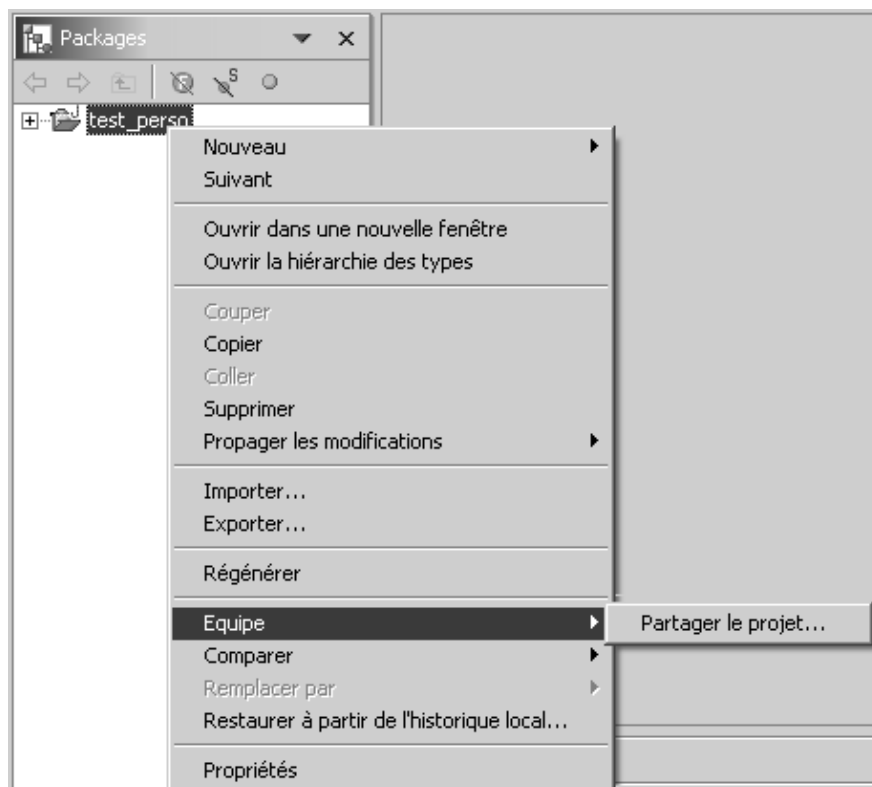 Packages
S
test_perso
Nouveau
Suivant
Ouvrir dans une nouvelle fenêtre
Ouvrir la hiérarchie des types
Couper
Copier
Coller
Supprimer
Propager les modifications
Importer...
Exporter...
Régénérer
Equipe
Partager le projet...
Comparer
Remplacer par
Restaurer à partir de l'historique local...
Propriétés